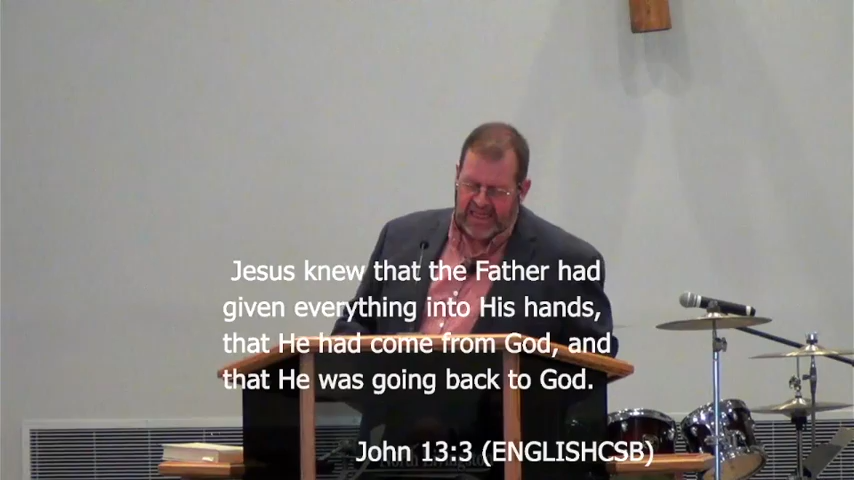 Jesus knew that the Father had
given everything into His hands,
that He had come from God, and
that He was going back to God.
John 13:3 (ENGLISHCSB)